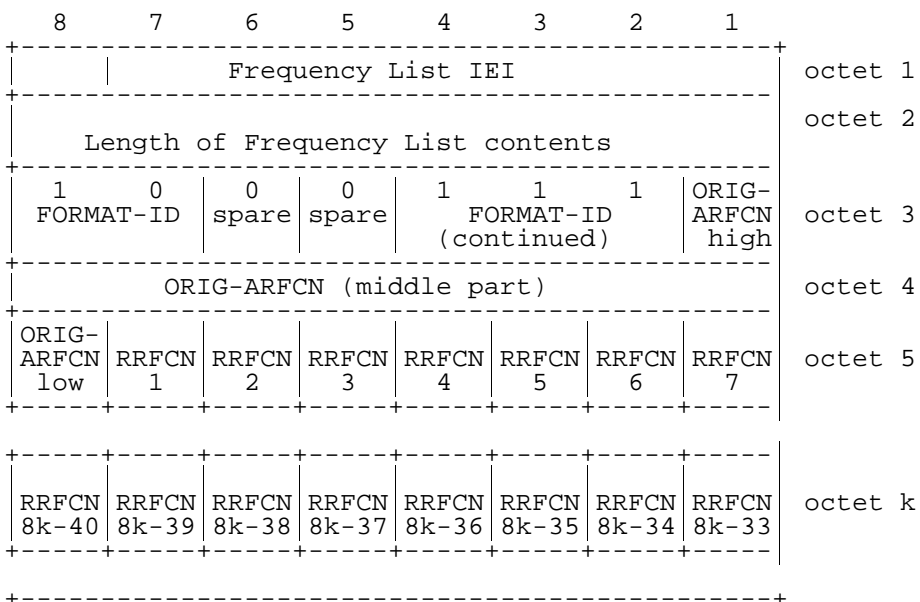 8 7 6 5 4 3 2 1
Frequency List IEI octet 1
octet 2
Length of Frequency List contents
1 0 0 0 1 1 1 ORIG-
FORMAT-ID spare spare FORMAT-ID ARFCN octet 3
(continued) high
ORIG-ARFCN (middle part) octet 4
ORIG-
ARFCN RRFCN RRFCN RRFCN RRFCN RRFCN RRFCN RRFCN octet 5
low 1 2 3 4 5 6 7
RRFCN RRFCN RRFCN RRFCN RRFCN RRFCN RRFCN RRFCN octet k
8k-40 8k-39 8k-38 8k-37 8k-36 8k-35 8k-34 8k-33